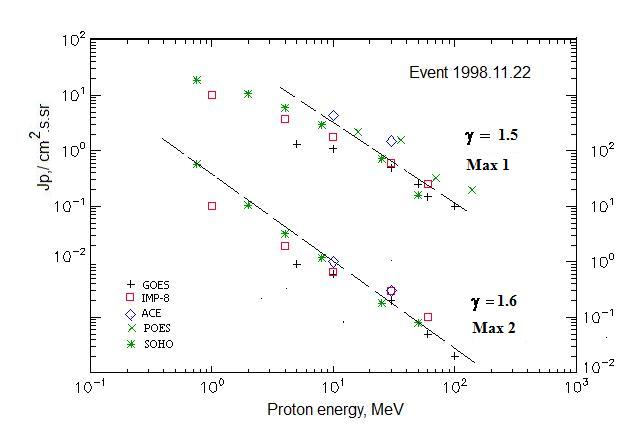 10²
Event 1998.11.22
10¹
γ = 1.5
10⁰
10²
Max 1
10⁻¹
10¹
10⁻²
10⁰
GOES
IMP-8
γ = 1.6
ACE
10⁻¹
POES
Max 2
SOHO
10⁻²
10⁻¹
10⁰
10¹
10²
10³
Proton energy, MeV
Jp,/ cm².s.sr